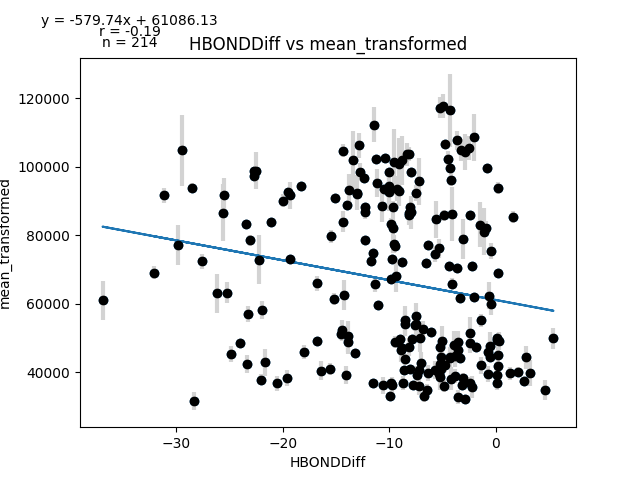 y = -579.74x + 61086.13
r = -0.19
n = 214
HBONDDiff vs mean_transformed
120000
100000
80000
60000
40000
mean_transformed
−30
−20
−10
0
HBONDDiff